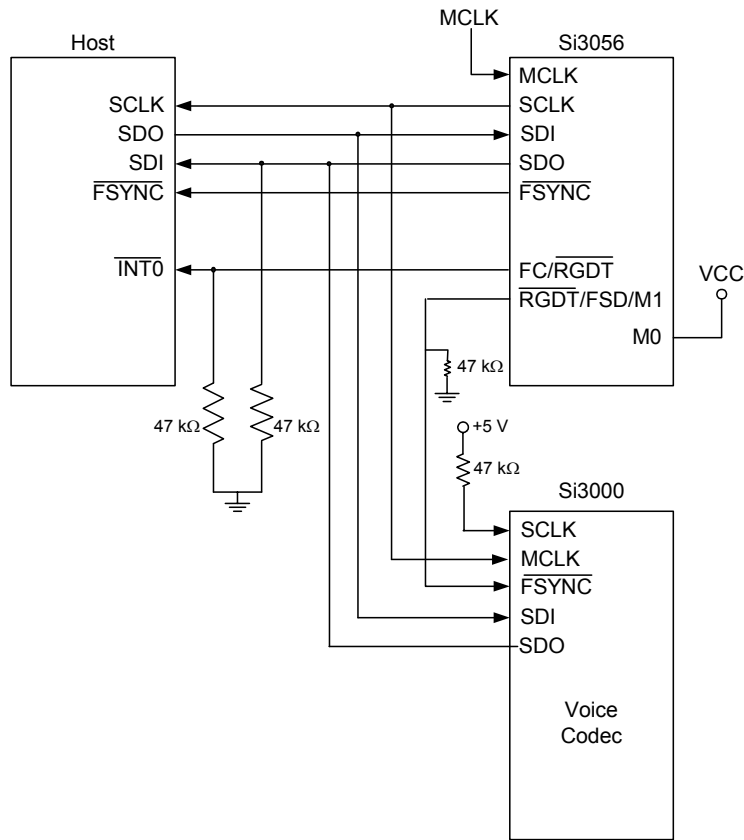 MCLK
Host
Si3056
MCLK
SCLK
SCLK
SDO
SDI
SDI
SDO
FSYNC
FSYNC
INT0
FC/RGDT
VCC
RGDT/FSD/M1
M0
47 kΩ
+5 V
47 kΩ
47 kΩ
47 kΩ
Si3000
SCLK
MCLK
FSYNC
SDI
SDO
Voice
Codec